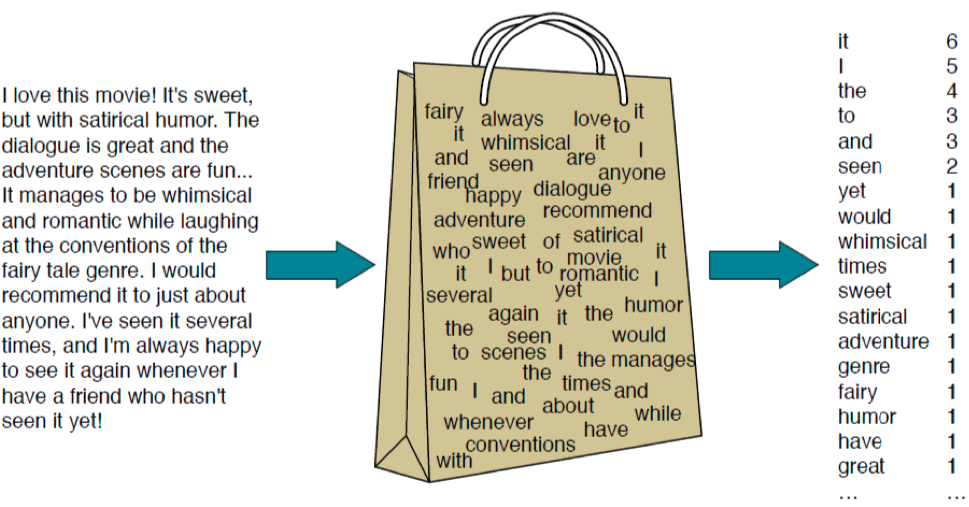 I love this movie! It's sweet,
but with satirical humor. The
dialogue is great and the
adventure scenes are fun...
It manages to be whimsical
and romantic while laughing
at the conventions of the
fairy tale genre. I would
recommend it to just about
anyone. I've seen it several
times, and I'm always happy
to see it again whenever I
have a friend who hasn't
seen it yet!
fairy always love to it
it whimsical it I
and seen are anyone
friend happy dialogue
adventure recommend
who sweet of satirical
it I but to movie it
romantic I
several yet
again it the humor
the seen would
to scenes I the manages
the
fun I and times and
about while
whenever have
conventions
with
it 6
I 5
the 4
to 3
and 3
seen 2
yet 1
would 1
whimsical 1
times 1
sweet 1
satirical 1
adventure 1
genre 1
fairy 1
humor 1
have 1
great 1
... ...